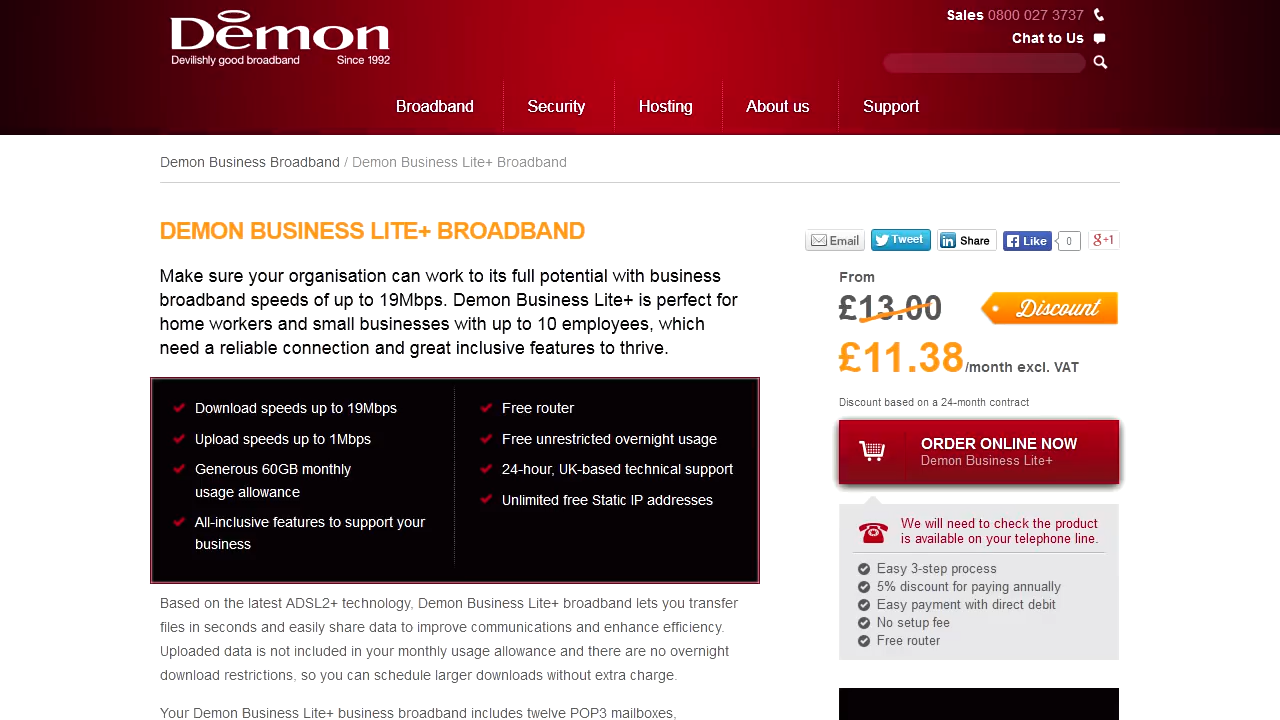 Demon
Devilishly good broadband Since 1992
Sales 0800 027 3737
Chat to Us
Broadband Security Hosting About us Support
Demon Business Broadband / Demon Business Lite+ Broadband
DEMON BUSINESS LITE+ BROADBAND
Make sure your organisation can work to its full potential with business
broadband speeds of up to 19Mbps. Demon Business Lite+ is perfect for
home workers and small businesses with up to 10 employees, which
need a reliable connection and great inclusive features to thrive.
Download speeds up to 19Mbps
Upload speeds up to 1Mbps
Generous 60GB monthly
usage allowance
All-inclusive features to support your
business
Free router
Free unrestricted overnight usage
24-hour, UK-based technical support
Unlimited free Static IP addresses
Based on the latest ADSL2+ technology, Demon Business Lite+ broadband lets you transfer
files in seconds and easily share data to improve communications and enhance efficiency.
Uploaded data is not included in your monthly usage allowance and there are no overnight
download restrictions, so you can schedule larger downloads without extra charge.
Your Demon Business Lite+ business broadband includes twelve POP3 mailboxes,
Email Tweet in Share Like 0 g+1
From
£13.00 Discount
£11.38/month excl. VAT
Discount based on a 24-month contract
ORDER ONLINE NOW
Demon Business Lite+
We will need to check the product
is available on your telephone line.
Easy 3-step process
5% discount for paying annually
Easy payment with direct debit
No setup fee
Free router